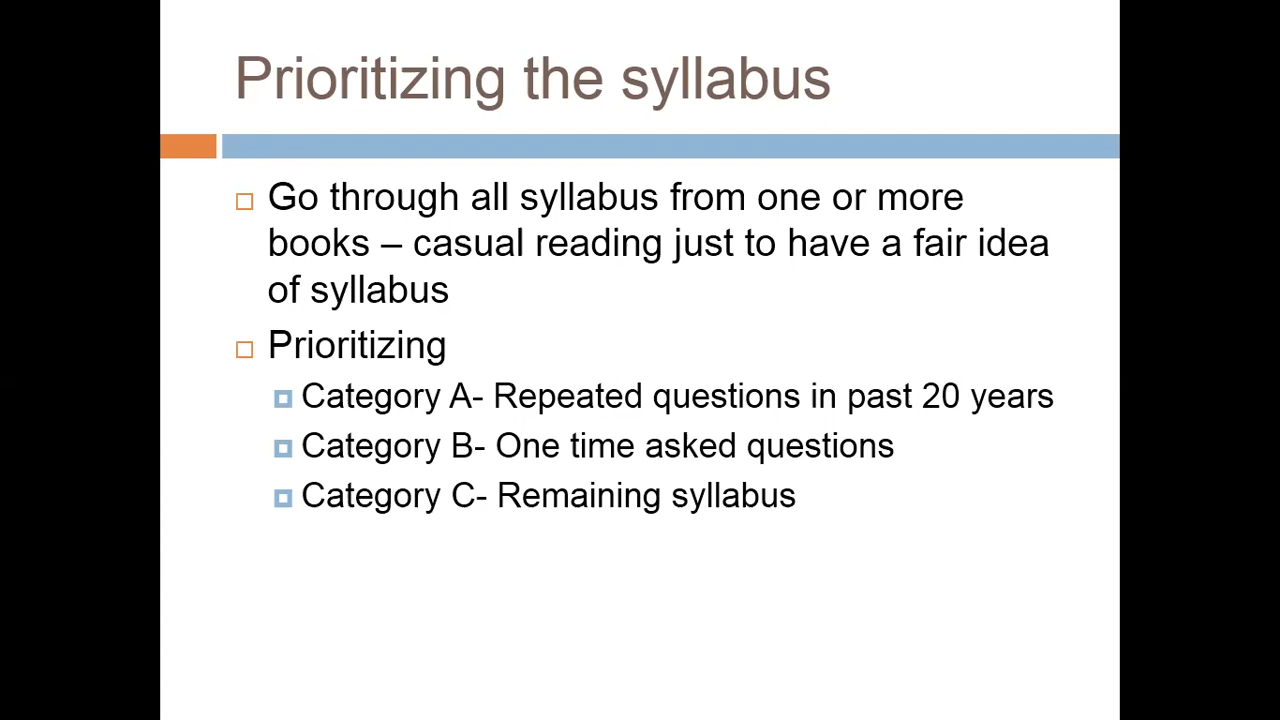 Prioritizing the syllabus
Go through all syllabus from one or more
books – casual reading just to have a fair idea
of syllabus
Prioritizing
Category A- Repeated questions in past 20 years
Category B- One time asked questions
Category C- Remaining syllabus